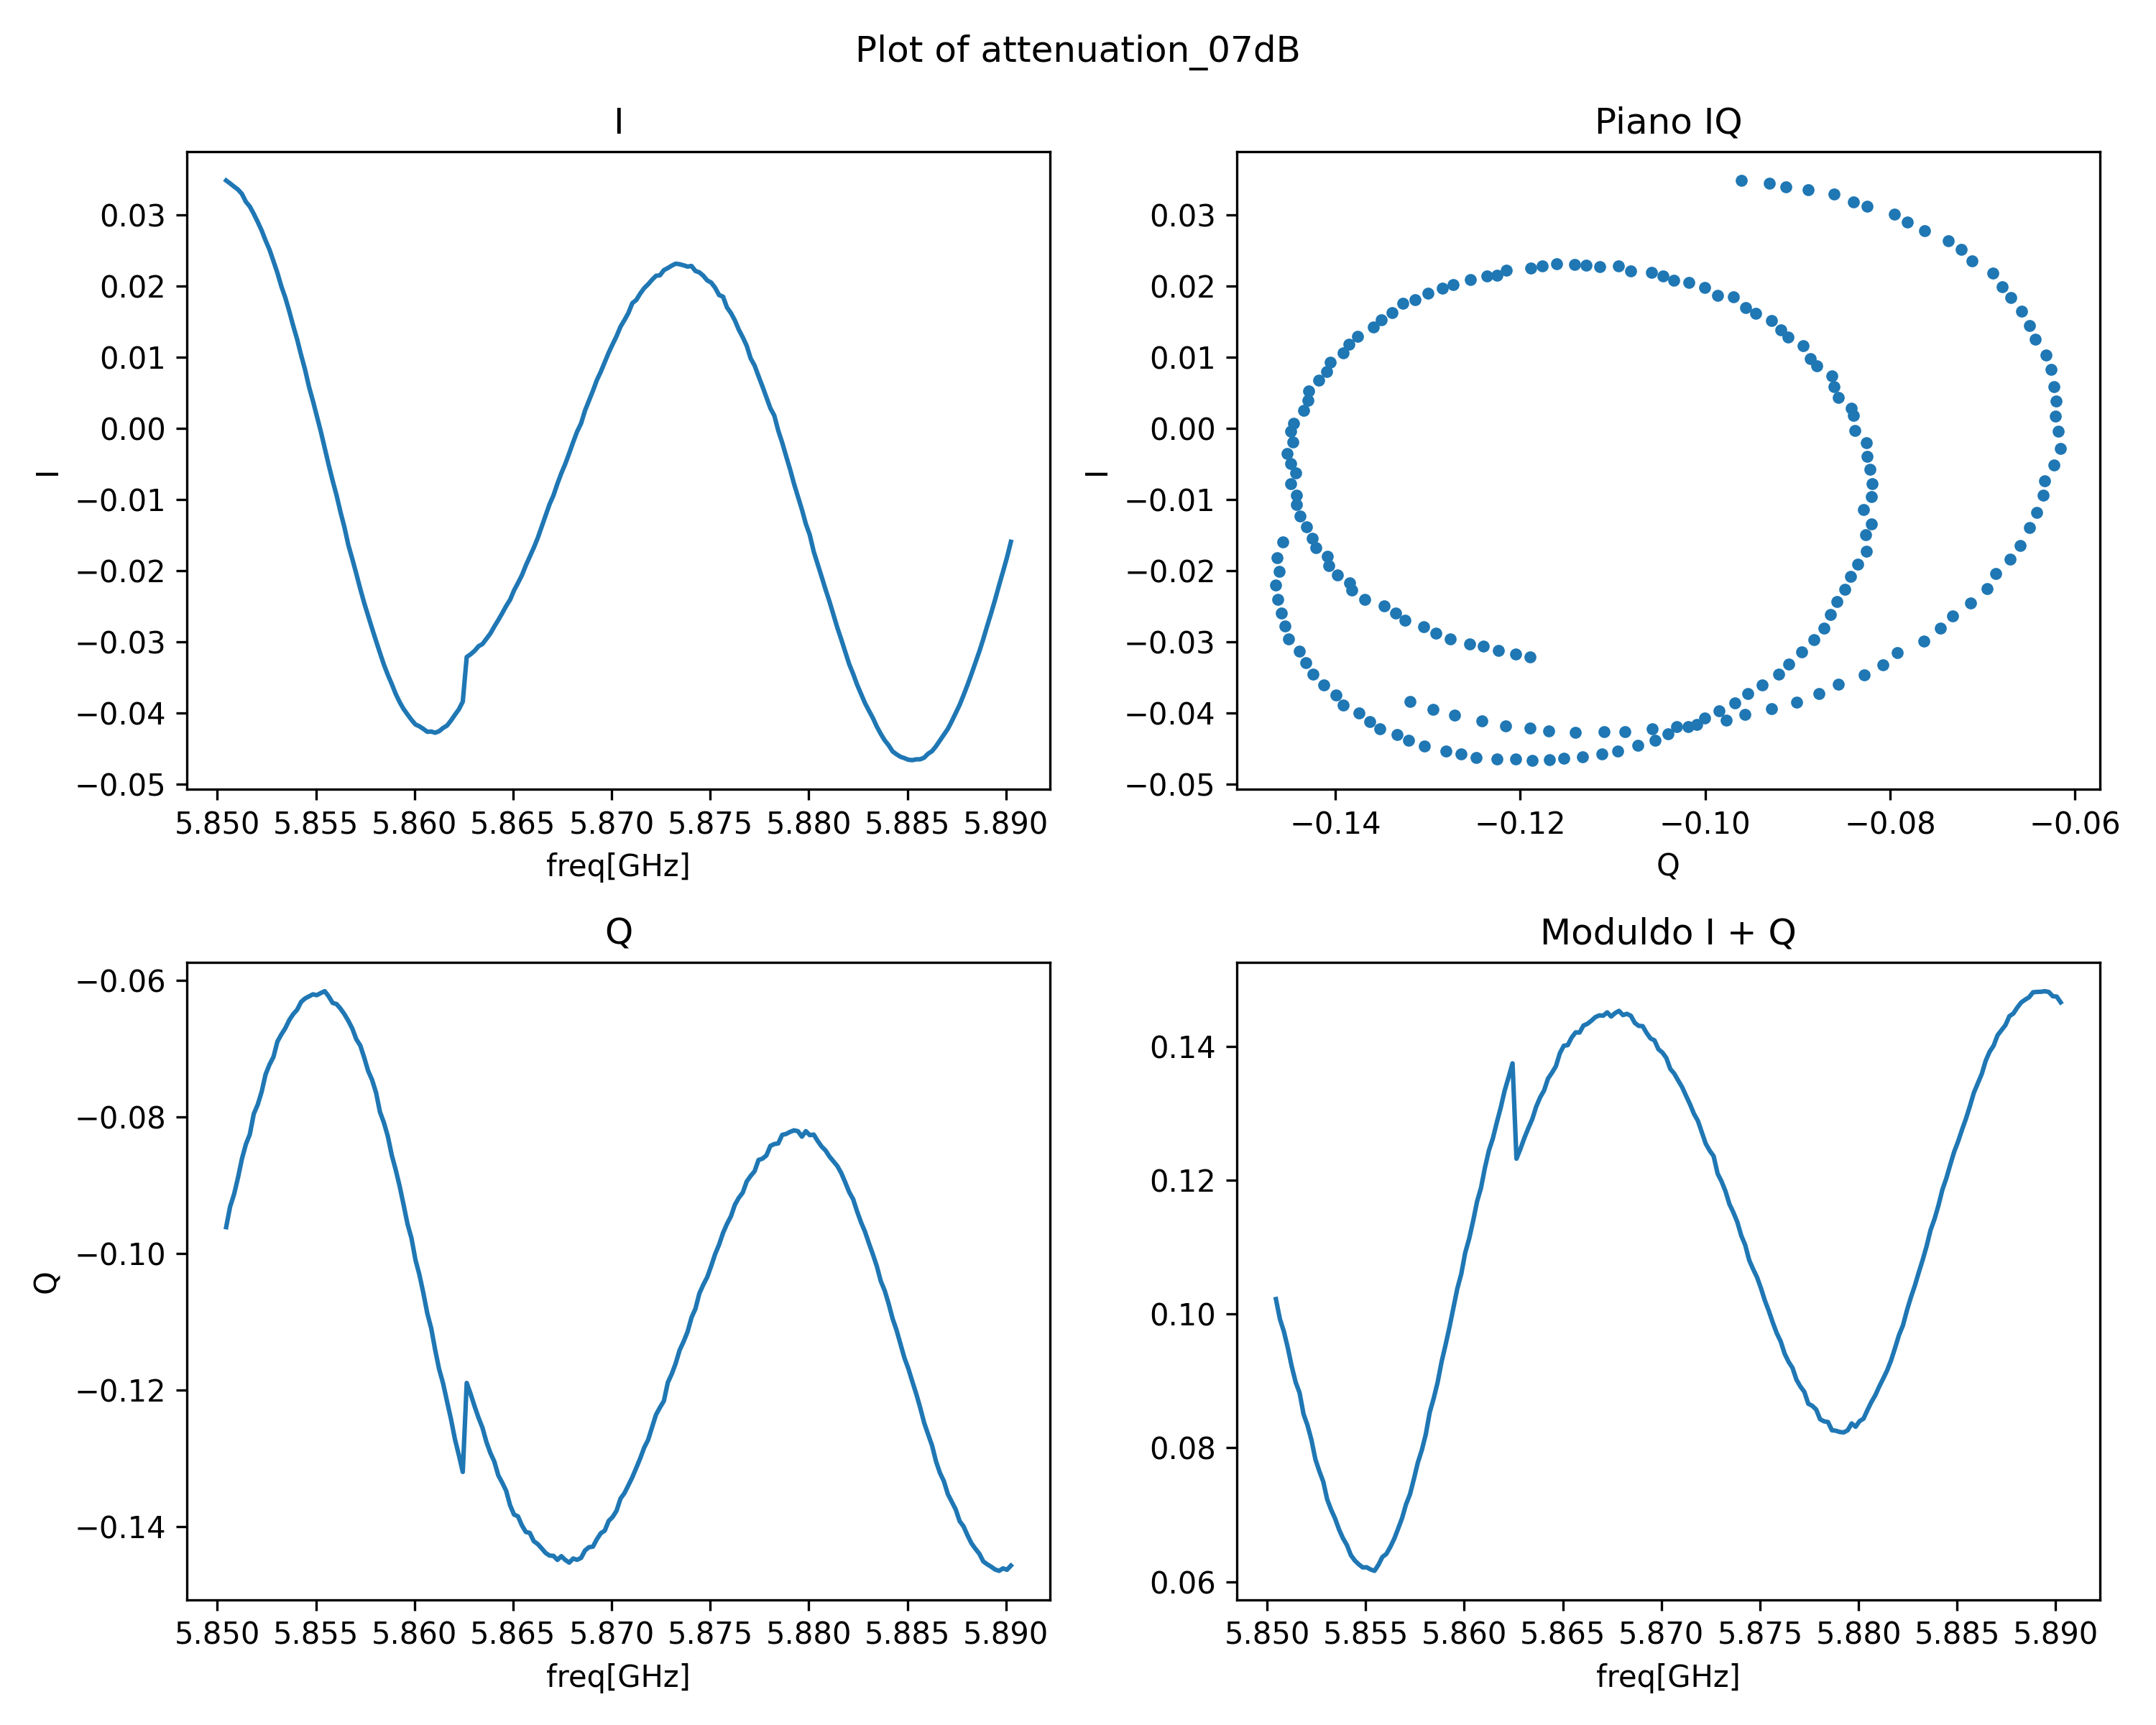 Plot of attenuation_07dB
I
I
0.03
0.02
0.01
0.00
−0.01
−0.02
−0.03
−0.04
−0.05
5.850 5.855 5.860 5.865 5.870 5.875 5.880 5.885 5.890
freq[GHz]
Piano IQ
I
0.03
0.02
0.01
0.00
−0.01
−0.02
−0.03
−0.04
−0.05
−0.14 −0.12 −0.10 −0.08 −0.06
Q
Q
Q
−0.06
−0.08
−0.10
−0.12
−0.14
5.850 5.855 5.860 5.865 5.870 5.875 5.880 5.885 5.890
freq[GHz]
Moduldo I + Q
0.14
0.12
0.10
0.08
0.06
5.850 5.855 5.860 5.865 5.870 5.875 5.880 5.885 5.890
freq[GHz]